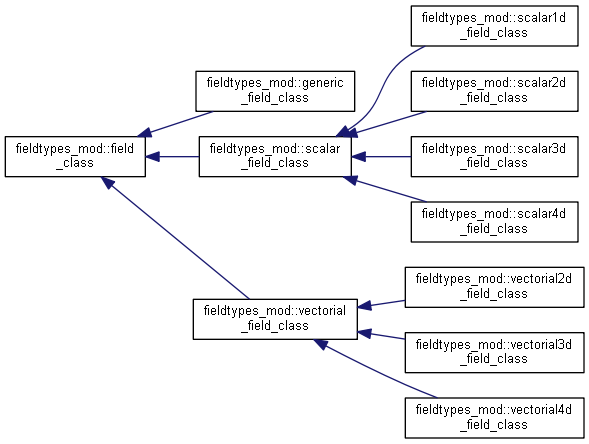 fieldtypes_mod::field
_class
fieldtypes_mod::generic
_field_class
fieldtypes_mod::scalar
_field_class
fieldtypes_mod::vectorial
_field_class
fieldtypes_mod::scalar1d
_field_class
fieldtypes_mod::scalar2d
_field_class
fieldtypes_mod::scalar3d
_field_class
fieldtypes_mod::scalar4d
_field_class
fieldtypes_mod::vectorial2d
_field_class
fieldtypes_mod::vectorial3d
_field_class
fieldtypes_mod::vectorial4d
_field_class